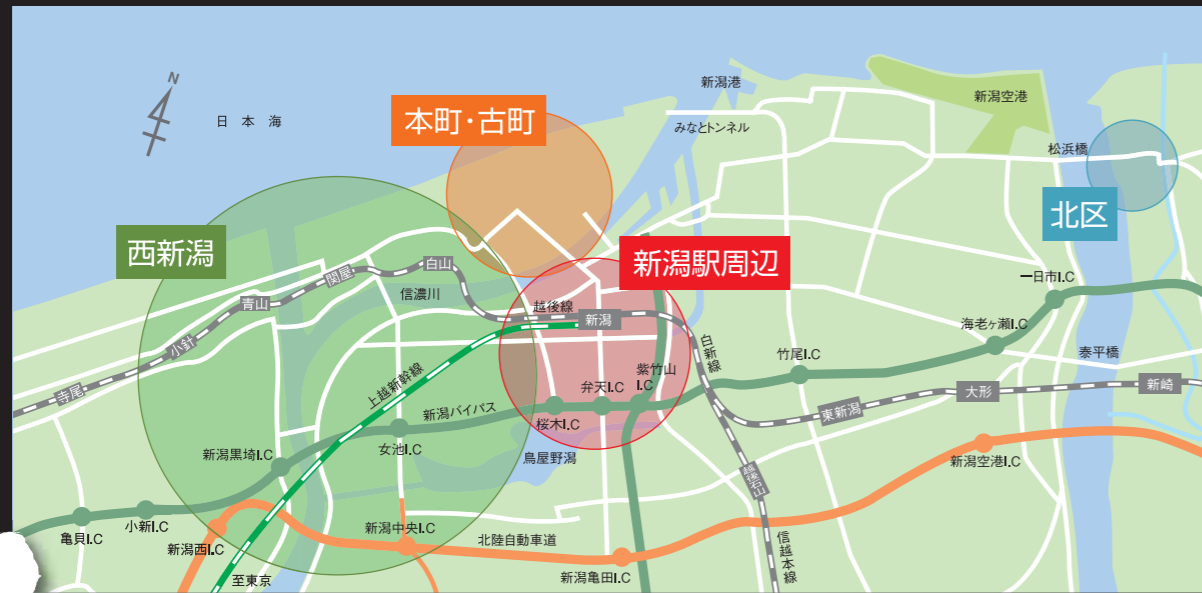 N
日本海
新潟港
みなとトンネル
新潟空港
松浜橋
本町・古町
北区
西新潟
新潟駅周辺
白山
関屋
信濃川
青山
小針
寺尾
越後線
新潟
白新線
一日市I.C
海老ヶ瀬I.C
泰平橋
竹尾I.C
紫竹山
I.C
弁天I.C
桜木I.C
上越新幹線
新潟バイパス
女池I.C
鳥屋野潟
大形
新崎
東新潟
新潟空港I.C
越後石山
新潟黒埼I.C
小新I.C
亀貝I.C
新潟西I.C
新潟中央I.C
北陸自動車道
新潟亀田I.C
信越本線
至東京